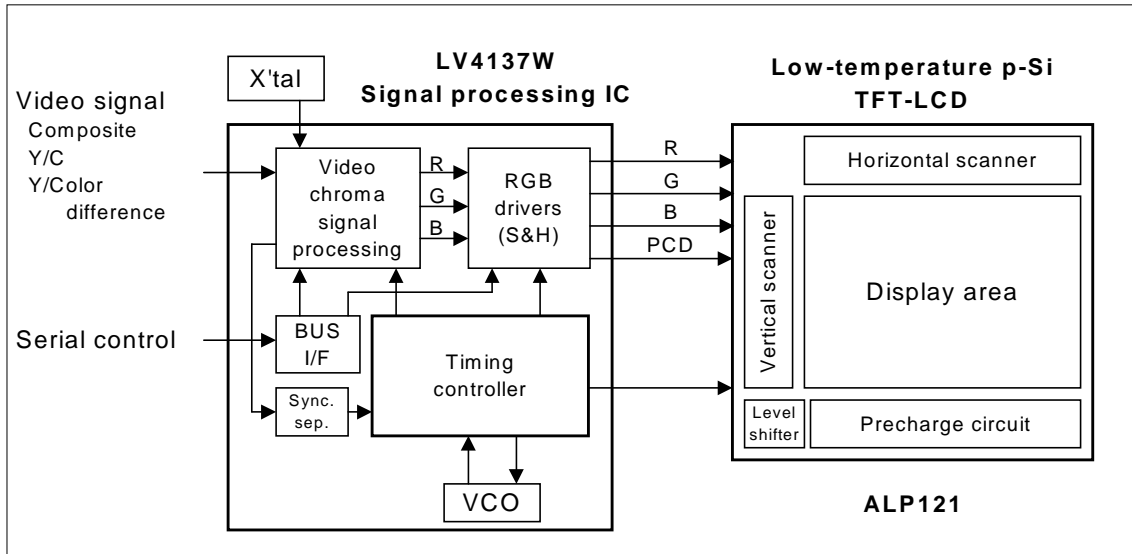 LV4137W
Signal processing IC
Low-temperature p-Si
TFT-LCD
X'tal
Video signal
Composite
Y/C
Y/Color
difference
Video
chroma
signal
processing
R
G
B
RGB
drivers
(S&H)
R
G
B
PCD
Horizontal scanner
Vertical scanner
Display area
Serial control
BUS
I/F
Timing
controller
Sync.
sep.
Level
shifter
Precharge circuit
VCO
ALP121